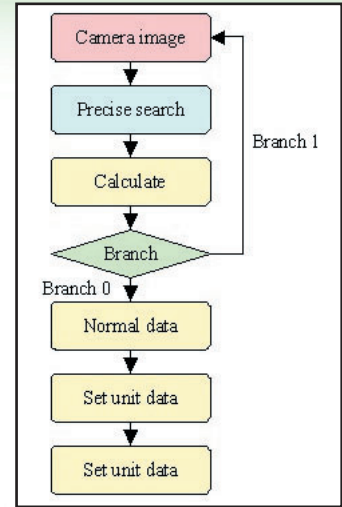 Camera image
Precise search
Branch 1
Calculate
Branch
Branch 0
Normal data
Set unit data
Set unit data